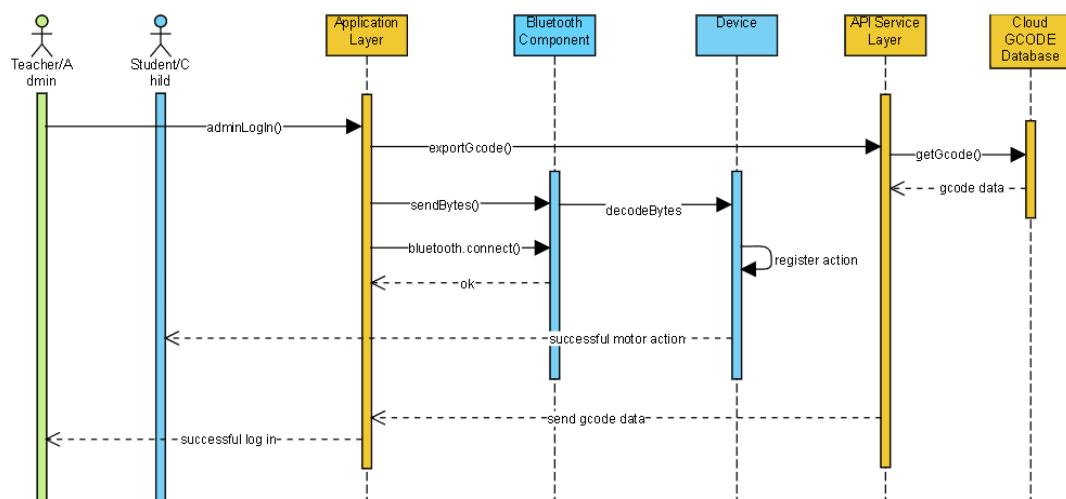 Teacher/A
dmin
Student/C
hild
Application
Layer
Bluetooth
Component
Device
API Service
Layer
Cloud
GCODE
Database
adminLogIn()
exportGcode()
getGcode()
gcode data
sendBytes()
decodeBytes
bluetooth.connect()
register action
ok
successful motor action
send gcode data
successful log in